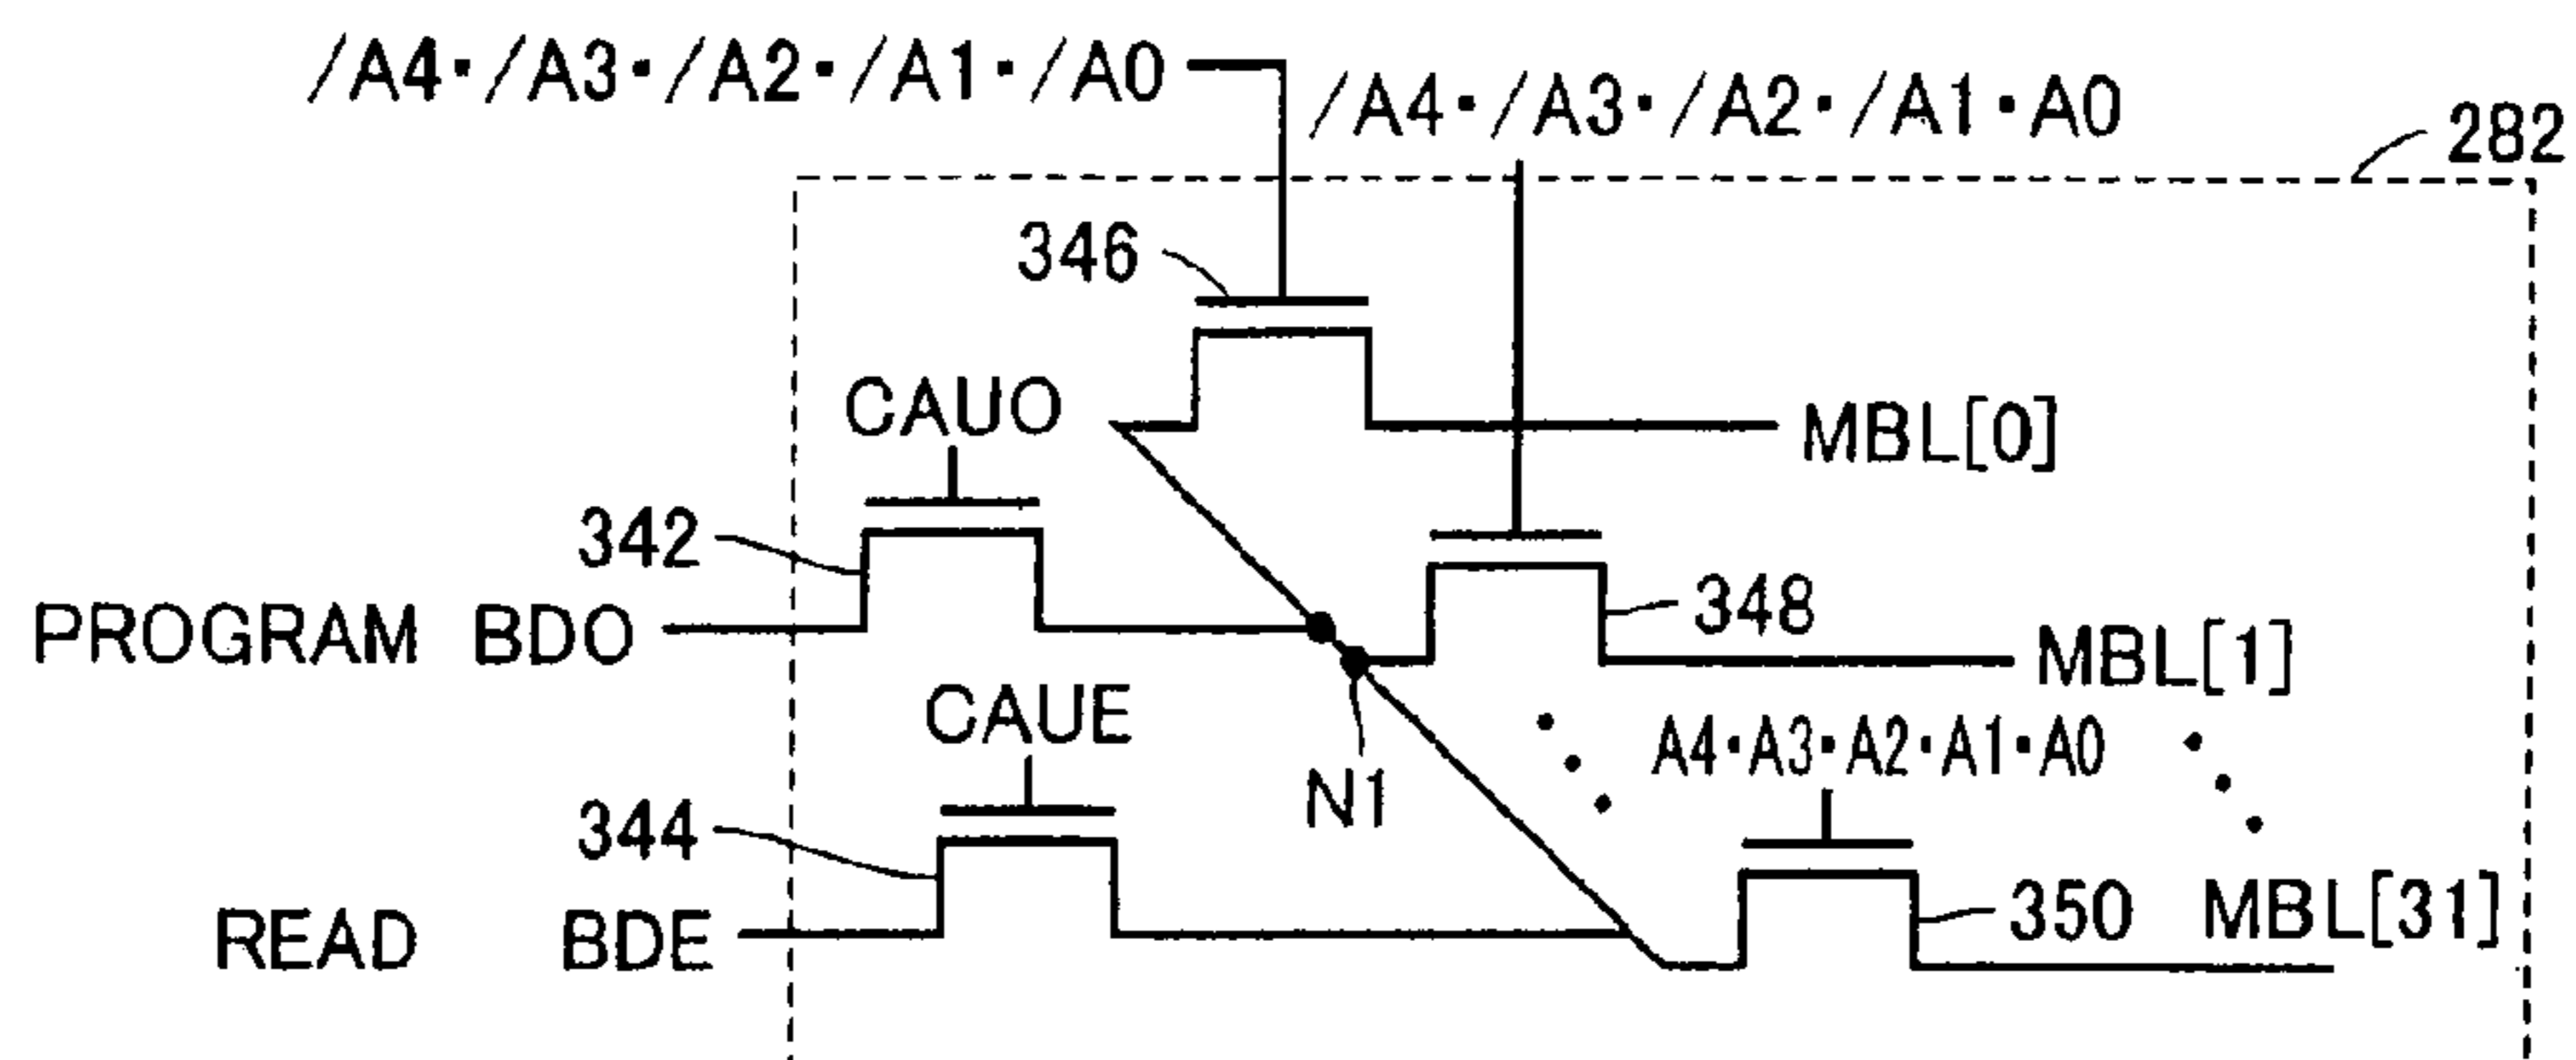 /A4·/A3·/A2·/A1·/A0
/A4·/A3·/A2·/A1·A0
282
346
CAUO
MBL[0]
342
348
PROGRAM BDO
MBL[1]
CAUE
A4·A3·A2·A1·A0
N1
344
350
MBL[31]
READ BDE